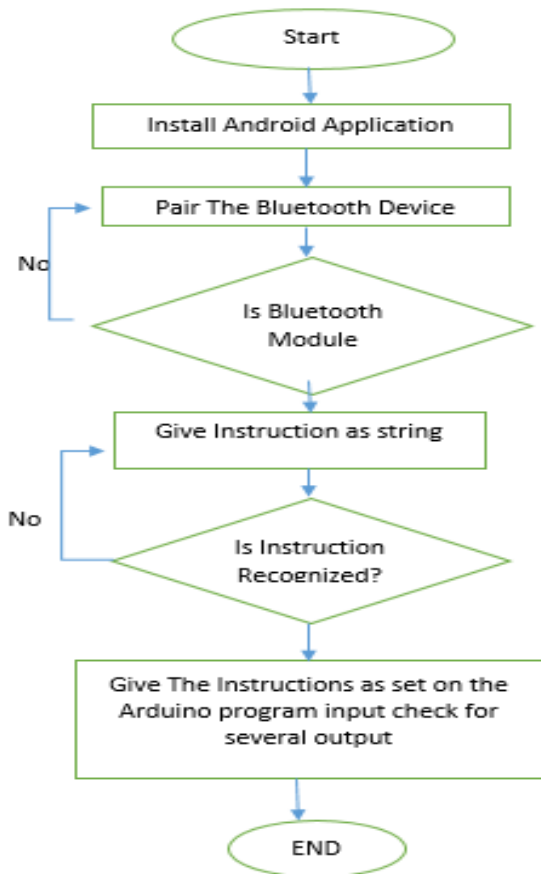 Start
Install Android Application
Pair The Bluetooth Device
No
Is Bluetooth
Module
Give Instruction as string
No
Is Instruction
Recognized?
Give The Instructions as set on the
Arduino program input check for
several output
END